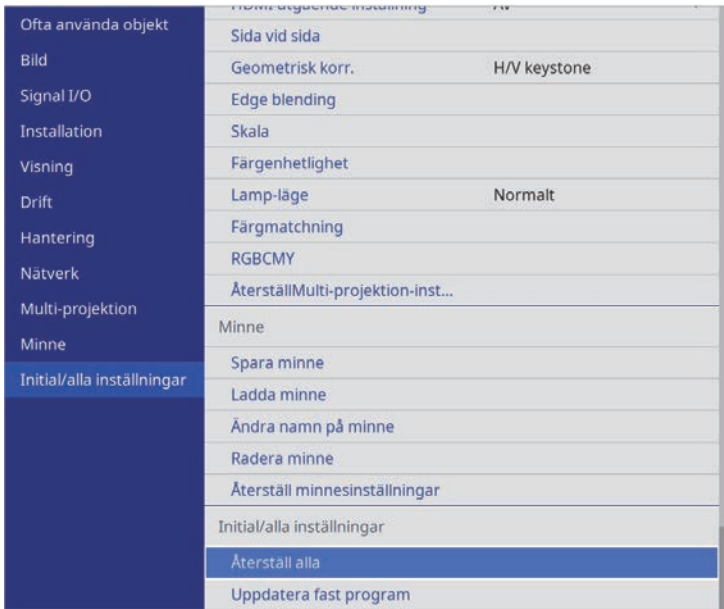 Ofta använda objekt
Bild
Signal I/O
Installation
Visning
Drift
Hantering
Nätverk
Multi-projektion
Minne
Initial/alla inställningar
Sida vid sida
Geometrisk korr. H/V keystone
Edge blending
Skala
Färgenhetlighet
Lamp-läge Normalt
Färgmatchning
RGBCMY
ÅterställMulti-projektion-inst...
Minne
Spara minne
Ladda minne
Ändra namn på minne
Radera minne
Återställ minnesinställningar
Initial/alla inställningar
Återställ alla
Uppdatera fast program